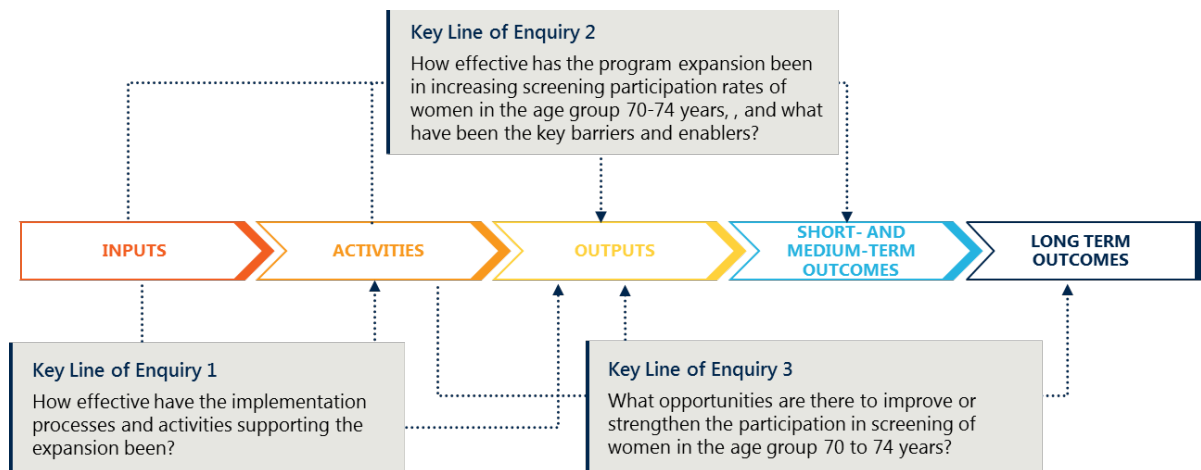 Key Line of Enquiry 2
How effective has the program expansion been
in increasing screening participation rates of
women in the age group 70-74 years, , and what
have been the key barriers and enablers?
INPUTS
ACTIVITIES
OUTPUTS
SHORT- AND
MEDIUM-TERM
OUTCOMES
LONG TERM
OUTCOMES
Key Line of Enquiry 1
How effective have the implementation
processes and activities supporting the
expansion been?
Key Line of Enquiry 3
What opportunities are there to improve or
strengthen the participation in screening of
women in the age group 70 to 74 years?